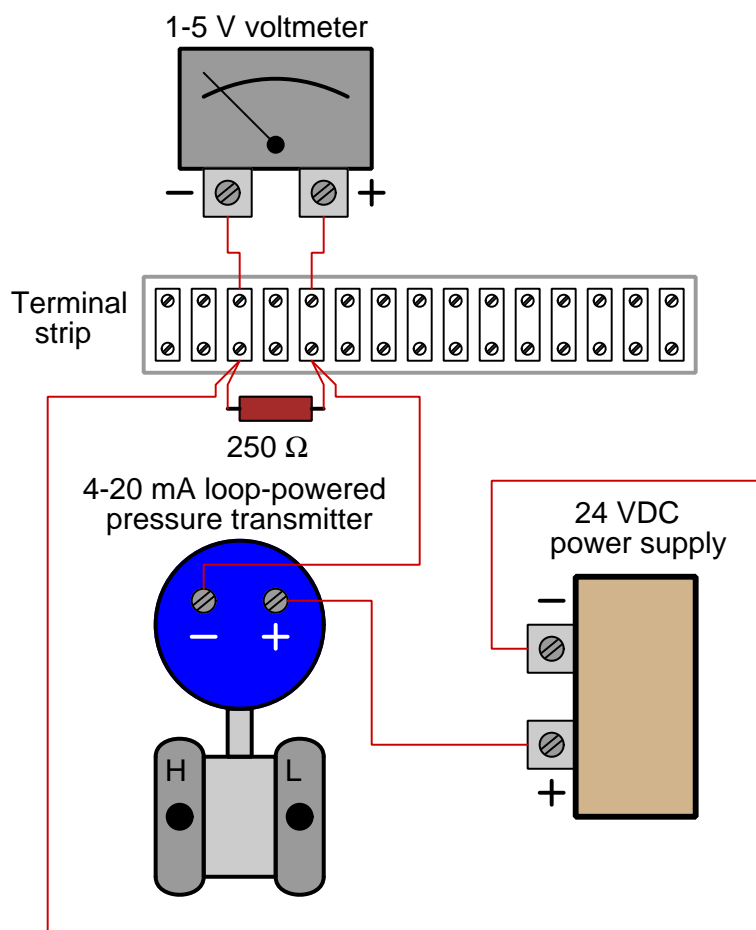 1-5 V voltmeter
− +
Terminal
strip
250 Ω
4-20 mA loop-powered
pressure transmitter
24 VDC
power supply
−
− +
+
H L